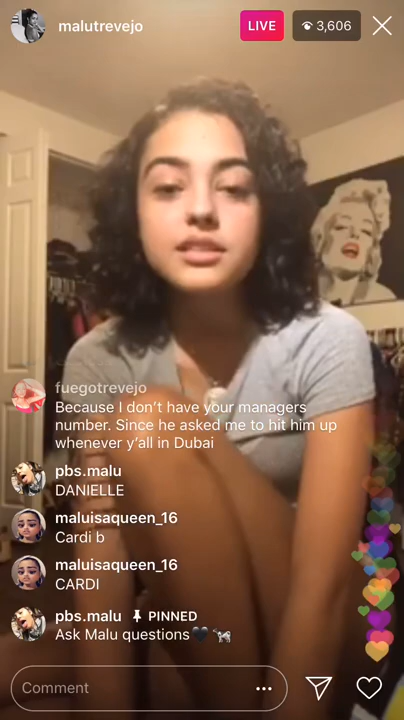 malutrevejo
LIVE
3,606
fuegotrevejo
Because I don't have your managers
number. Since he asked me to hit him up
whenever y'all in Dubai
pbs.malu
DANIELLE
maluisaqueen_16
Cardi b
maluisaqueen_16
CARDI
pbs.malu PINNED
Ask Malu questions🖤🐩
Comment